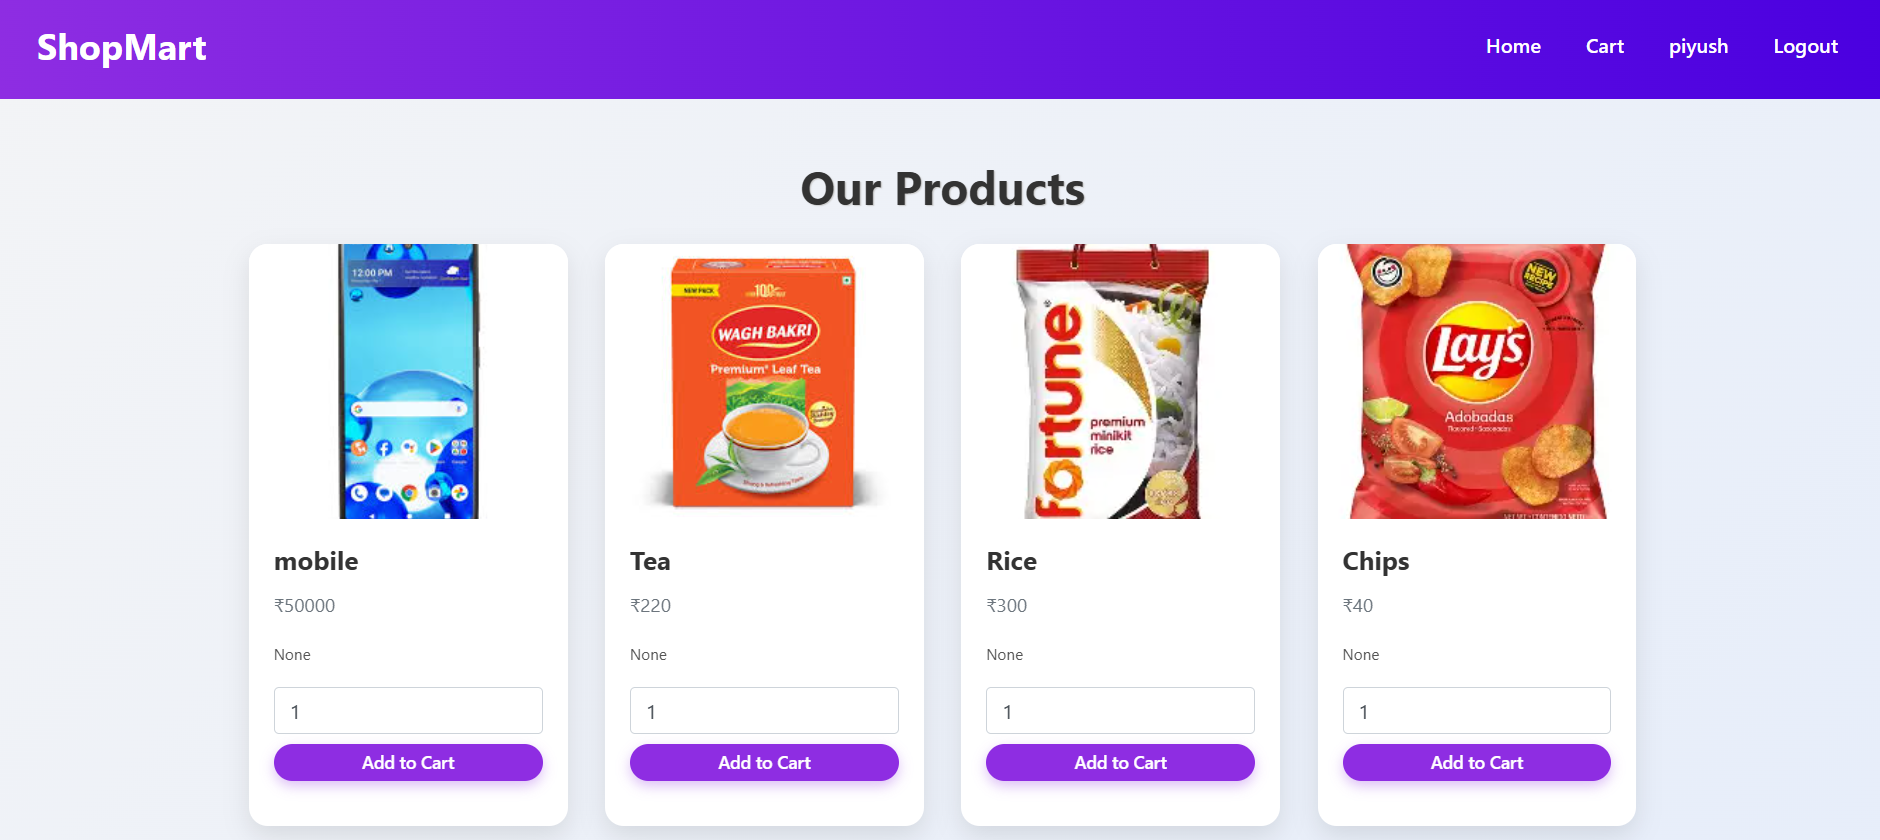 ShopMart
Home Cart piyush Logout
Our Products
12:00 PM
NEW PACK
100
WAGH BAKRI
Premium Leaf Tea
fortune
premium
minikit
rice
NEW
RECIPE
Lay's
Adobadas
mobile
₹50000
None
1
Add to Cart
Tea
₹220
None
1
Add to Cart
Rice
₹300
None
1
Add to Cart
Chips
₹40
None
1
Add to Cart